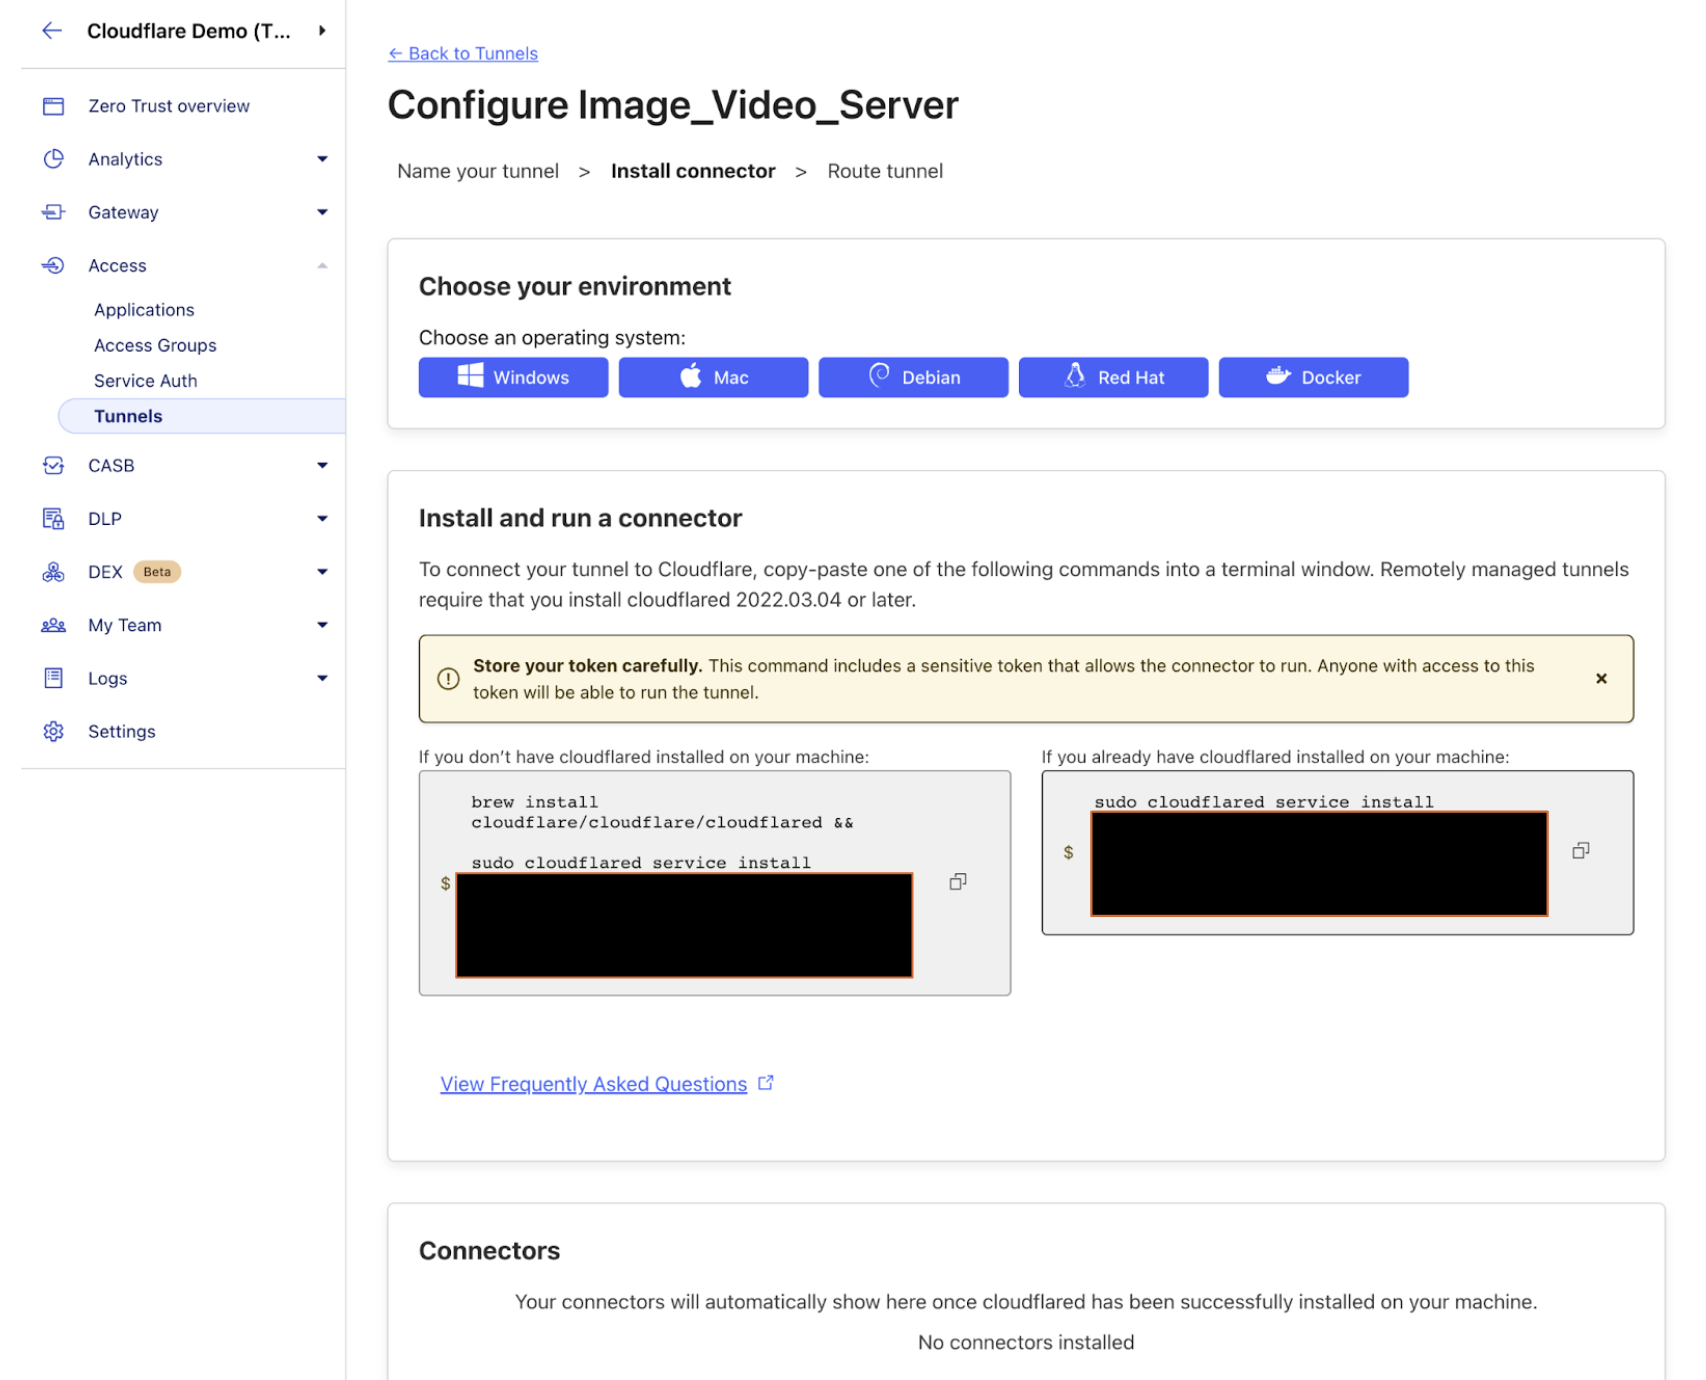 Cloudflare Demo (T...
Zero Trust overview
Analytics
Gateway
Access
Applications
Access Groups
Service Auth
Tunnels
CASB
DLP
DEX Beta
My Team
Logs
Settings
← Back to Tunnels
Configure Image_Video_Server
Name your tunnel > Install connector > Route tunnel
Choose your environment
Choose an operating system:
Windows Mac Debian Red Hat Docker
Install and run a connector
To connect your tunnel to Cloudflare, copy-paste one of the following commands into a terminal window. Remotely managed tunnels
require that you install cloudflared 2022.03.04 or later.
Store your token carefully. This command includes a sensitive token that allows the connector to run. Anyone with access to this
token will be able to run the tunnel.
If you don’t have cloudflared installed on your machine:
brew install
cloudflare/cloudflare/cloudflared &&
sudo cloudflared service install
$
If you already have cloudflared installed on your machine:
sudo cloudflared service install
$
View Frequently Asked Questions
Connectors
Your connectors will automatically show here once cloudflared has been successfully installed on your machine.
No connectors installed